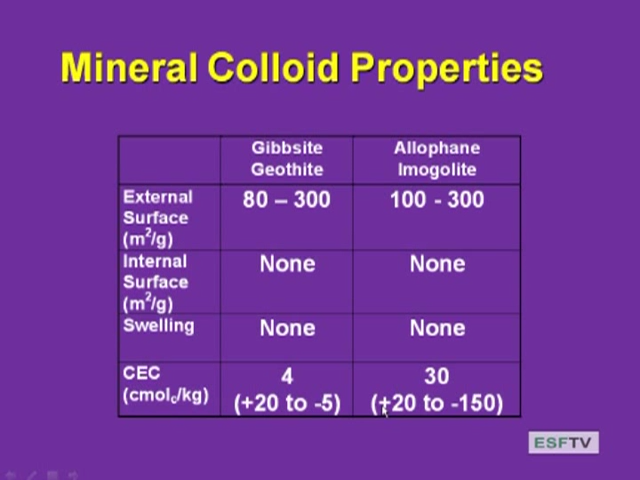 Mineral Colloid Properties
Gibbsite
Geothite
Allophane
Imogolite
External
Surface
(m²/g)
80 – 300
100 - 300
Internal
Surface
(m²/g)
None
None
Swelling
None
None
CEC
(cmolc/kg)
4
(+20 to -5)
30
(+20 to -150)
ESFTV